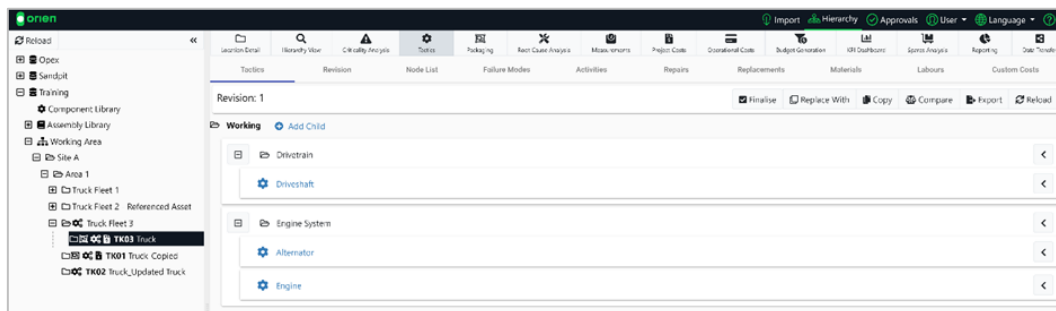 orien
Import Hierarchy Approvals User Language
Reload
Location Detail Hierarchy View Criticality Analysis Tactics Packaging Root Cause Analysis Measurements Project Costs Operational Costs Budget Generation KPI Dashboard Spares Analysis Reporting Data Transfer
Opex
Sandpit
Training
Component Library
Assembly Library
Working Area
Site A
Area 1
Truck Fleet 1
Truck Fleet 2 Referenced Asset
Truck Fleet 3
TK03 Truck
TK01 Truck Copied
TK02 Truck_Updated Truck
Tactics Revision Node List Failure Modes Activities Repairs Replacements Materials Labours Custom Costs
Revision: 1
Finalise Replace With Copy Compare Export Reload
Working Add Child
Drivetrain
Driveshaft
Engine System
Alternator
Engine